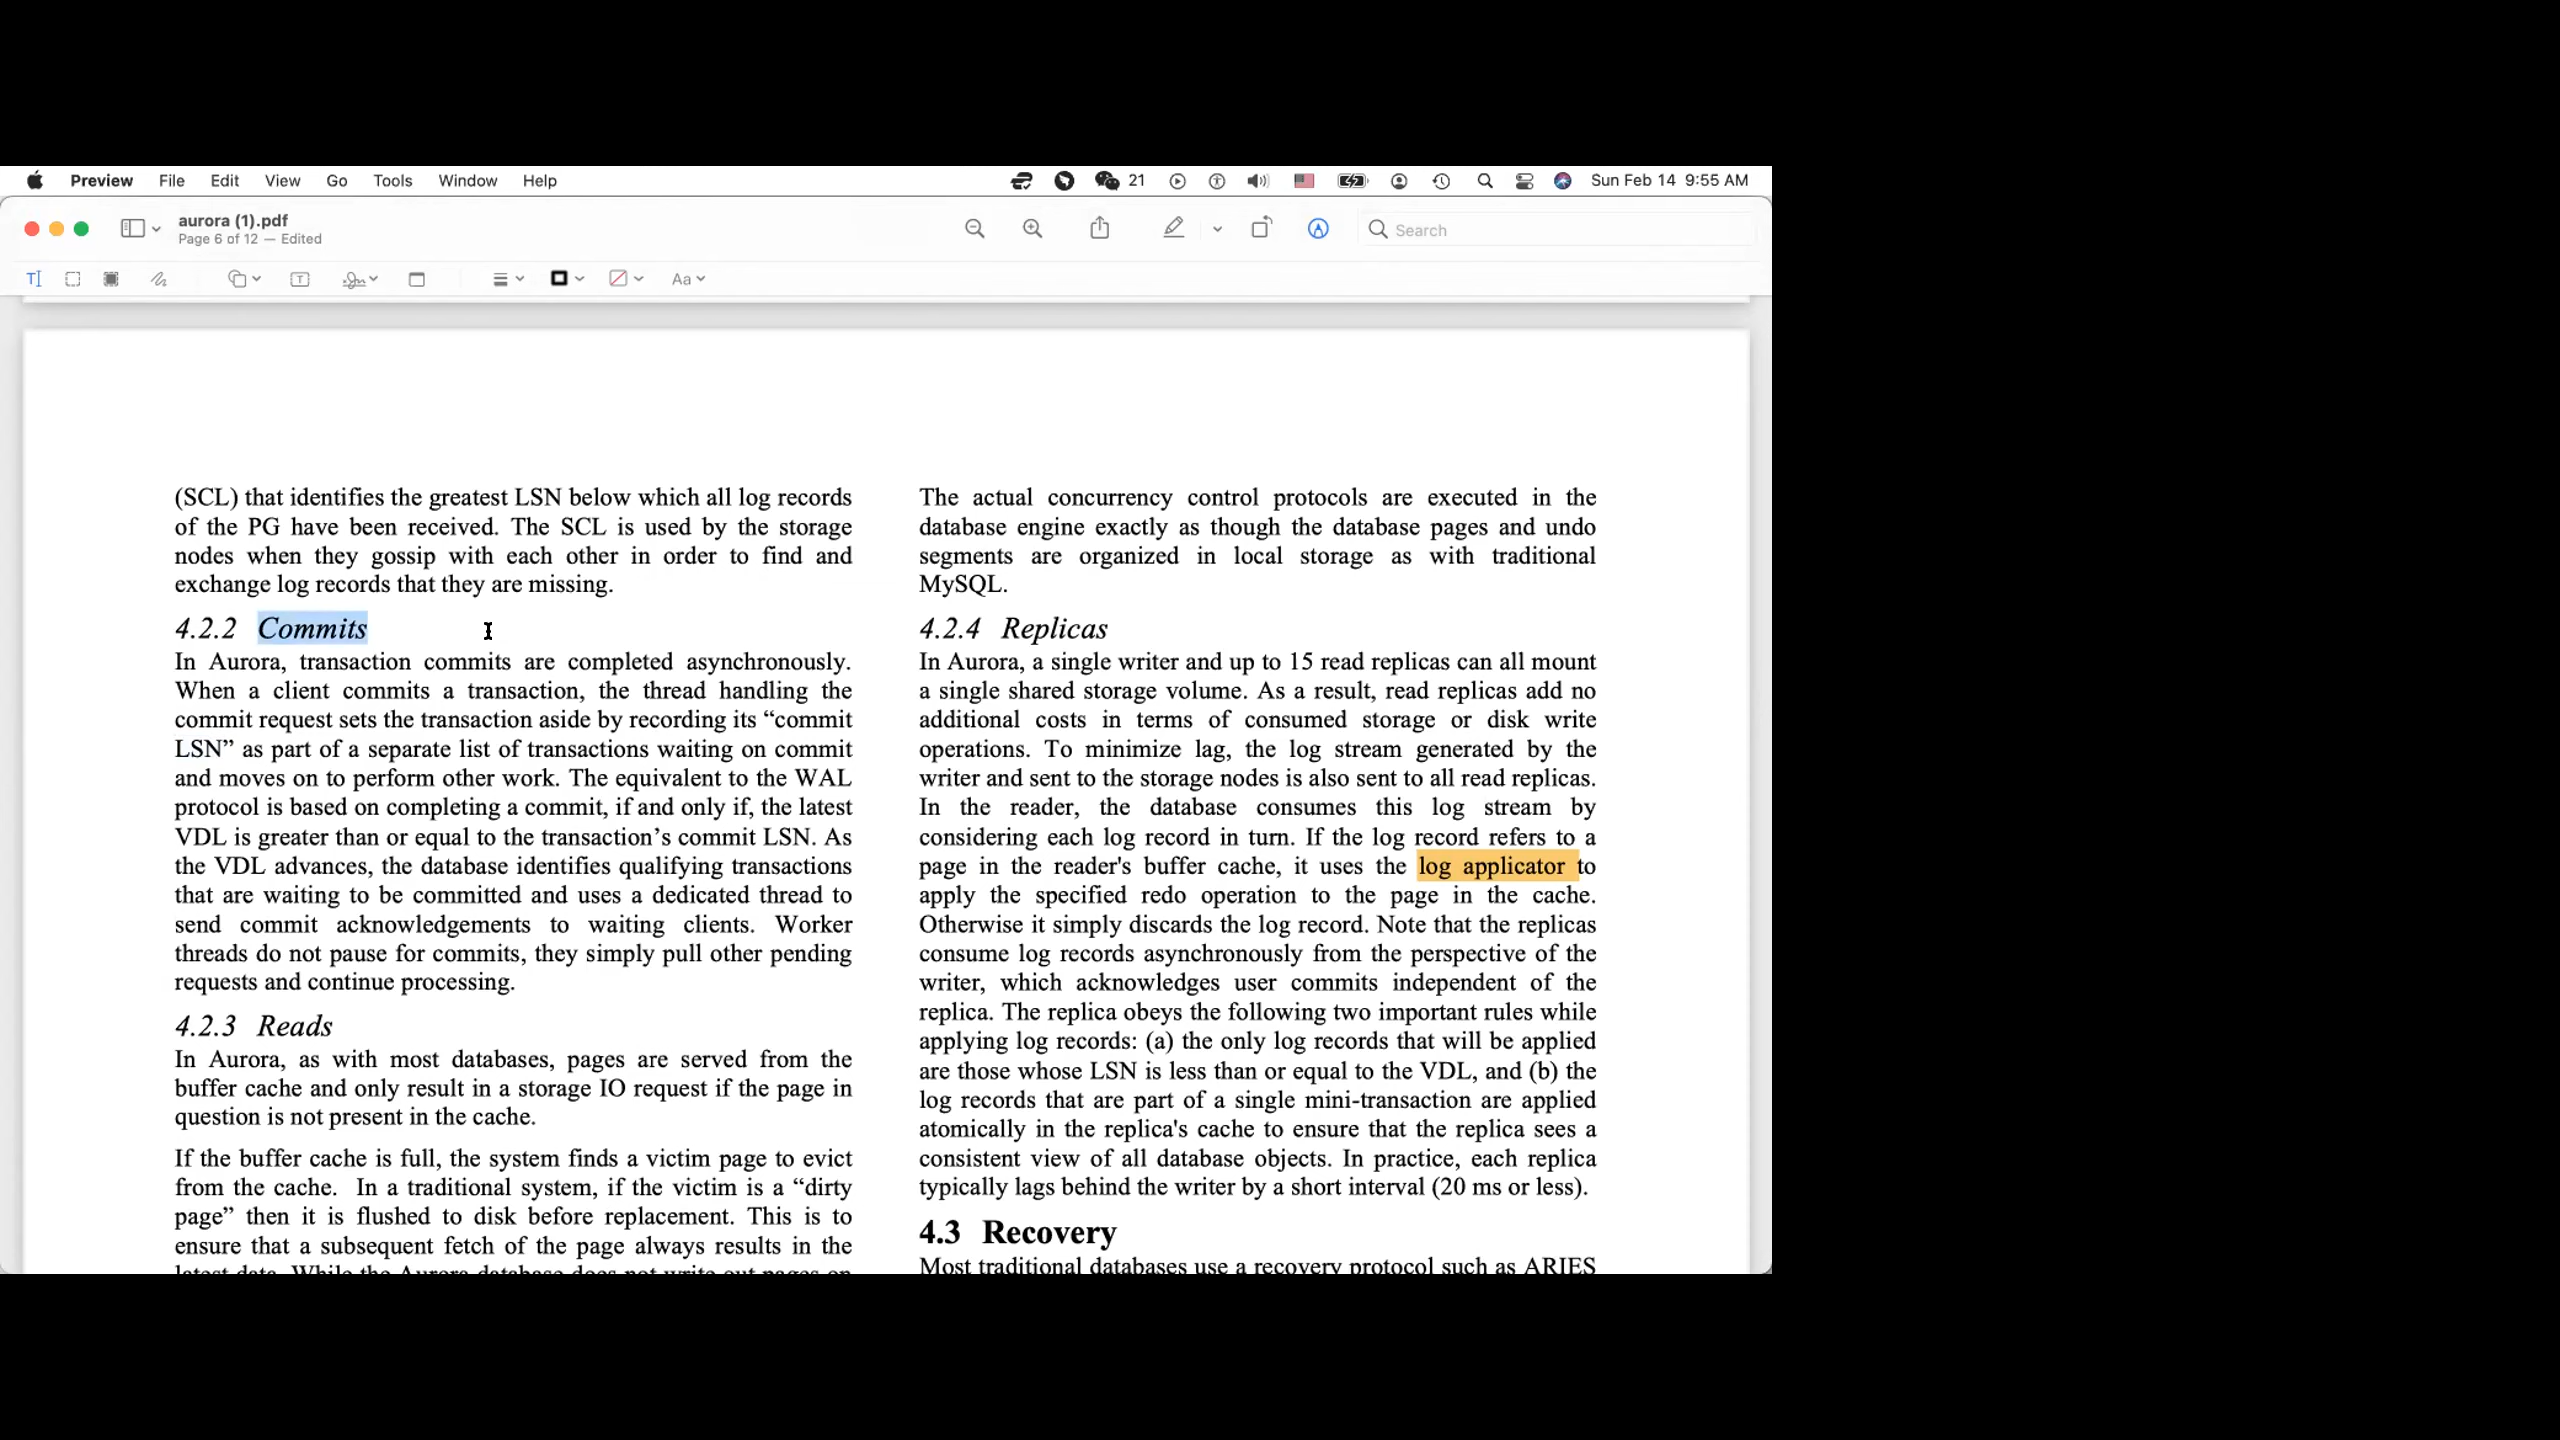 Preview File Edit View Go Tools Window Help 21 Sun Feb 14 9:55 AM
aurora (1).pdf
Page 6 of 12 — Edited
Search
Aa
(SCL) that identifies the greatest LSN below which all log records
of the PG have been received. The SCL is used by the storage
nodes when they gossip with each other in order to find and
exchange log records that they are missing.
4.2.2 Commits
In Aurora, transaction commits are completed asynchronously.
When a client commits a transaction, the thread handling the
commit request sets the transaction aside by recording its “commit
LSN” as part of a separate list of transactions waiting on commit
and moves on to perform other work. The equivalent to the WAL
protocol is based on completing a commit, if and only if, the latest
VDL is greater than or equal to the transaction’s commit LSN. As
the VDL advances, the database identifies qualifying transactions
that are waiting to be committed and uses a dedicated thread to
send commit acknowledgements to waiting clients. Worker
threads do not pause for commits, they simply pull other pending
requests and continue processing.
4.2.3 Reads
In Aurora, as with most databases, pages are served from the
buffer cache and only result in a storage IO request if the page in
question is not present in the cache.
If the buffer cache is full, the system finds a victim page to evict
from the cache. In a traditional system, if the victim is a “dirty
page” then it is flushed to disk before replacement. This is to
ensure that a subsequent fetch of the page always results in the
latest data. While the Aurora database does not write out pages on
The actual concurrency control protocols are executed in the
database engine exactly as though the database pages and undo
segments are organized in local storage as with traditional
MySQL.
4.2.4 Replicas
In Aurora, a single writer and up to 15 read replicas can all mount
a single shared storage volume. As a result, read replicas add no
additional costs in terms of consumed storage or disk write
operations. To minimize lag, the log stream generated by the
writer and sent to the storage nodes is also sent to all read replicas.
In the reader, the database consumes this log stream by
considering each log record in turn. If the log record refers to a
page in the reader's buffer cache, it uses the log applicator to
apply the specified redo operation to the page in the cache.
Otherwise it simply discards the log record. Note that the replicas
consume log records asynchronously from the perspective of the
writer, which acknowledges user commits independent of the
replica. The replica obeys the following two important rules while
applying log records: (a) the only log records that will be applied
are those whose LSN is less than or equal to the VDL, and (b) the
log records that are part of a single mini-transaction are applied
atomically in the replica's cache to ensure that the replica sees a
consistent view of all database objects. In practice, each replica
typically lags behind the writer by a short interval (20 ms or less).
4.3 Recovery
Most traditional databases use a recovery protocol such as ARIES